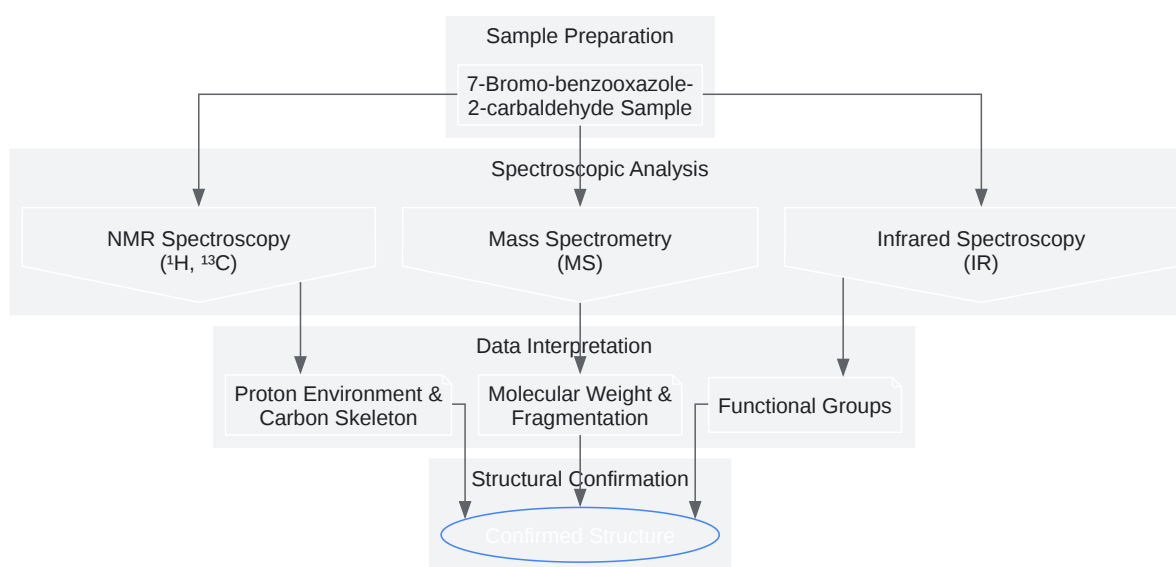 Sample Preparation
7-Bromo-benzooxazole-
2-carbaldehyde Sample
Spectroscopic Analysis
NMR Spectroscopy
(¹H, ¹³C)
Mass Spectrometry
(MS)
Infrared Spectroscopy
(IR)
Data Interpretation
Proton Environment &
Carbon Skeleton
Molecular Weight &
Fragmentation
Functional Groups
Structural Confirmation
Confirmed Structure